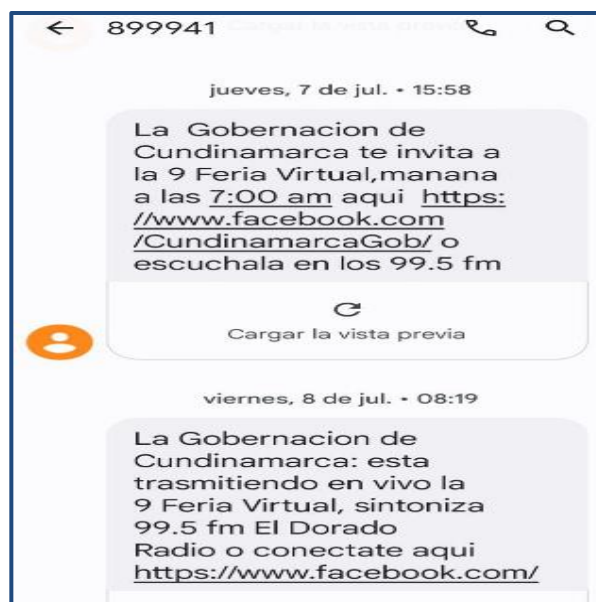 899941
jueves, 7 de jul. • 15:58
La Gobernacion de
Cundinamarca te invita a
la 9 Feria Virtual,manana
a las 7:00 am aqui https:
//www.facebook.com
/CundinamarcaGob/ o
escuchala en los 99.5 fm
Cargar la vista previa
viernes, 8 de jul. • 08:19
La Gobernacion de
Cundinamarca: esta
trasmitiendo en vivo la
9 Feria Virtual, sintoniza
99.5 fm El Dorado
Radio o conectate aqui
https://www.facebook.com/